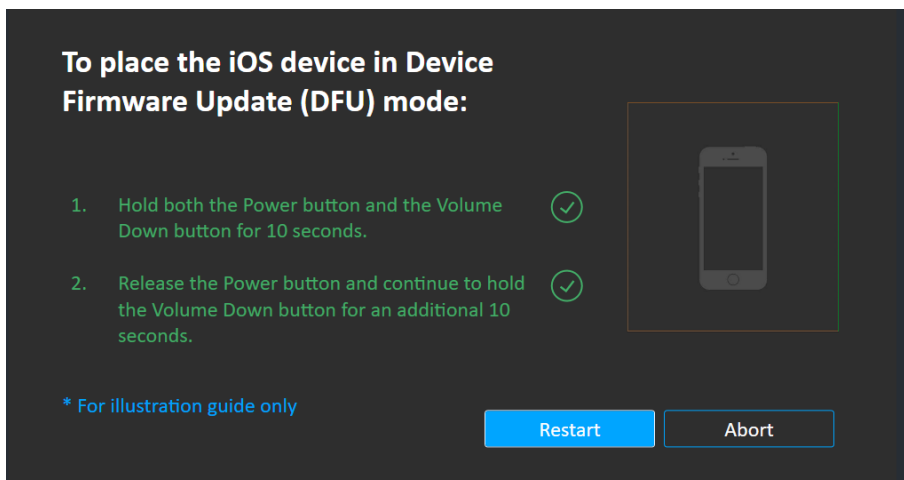 To place the iOS device in Device
Firmware Update (DFU) mode:
1. Hold both the Power button and the Volume
Down button for 10 seconds.
2. Release the Power button and continue to hold
the Volume Down button for an additional 10
seconds.
* For illustration guide only
Restart
Abort